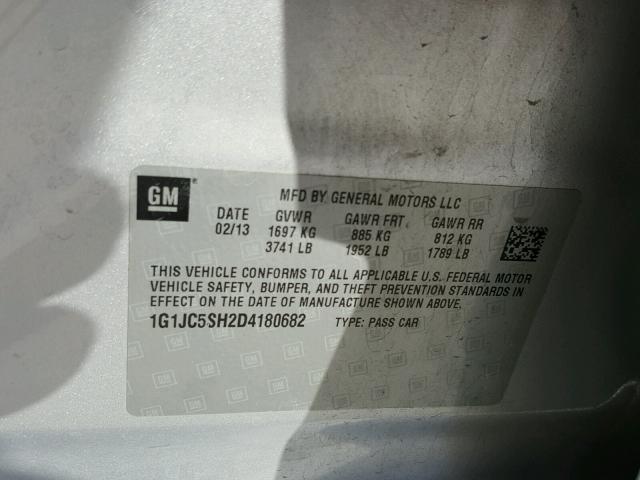 GM
MFD BY GENERAL MOTORS LLC
DATE GVWR GAWR FRT GAWR RR
02/13 1697 KG 885 KG 812 KG
3741 LB 1952 LB 1789 LB
THIS VEHICLE CONFORMS TO ALL APPLICABLE U.S. FEDERAL MOTOR
VEHICLE SAFETY, BUMPER, AND THEFT PREVENTION STANDARDS IN
EFFECT ON THE DATE OF MANUFACTURE SHOWN ABOVE.
1G1JC5SH2D4180682 TYPE: PASS CAR